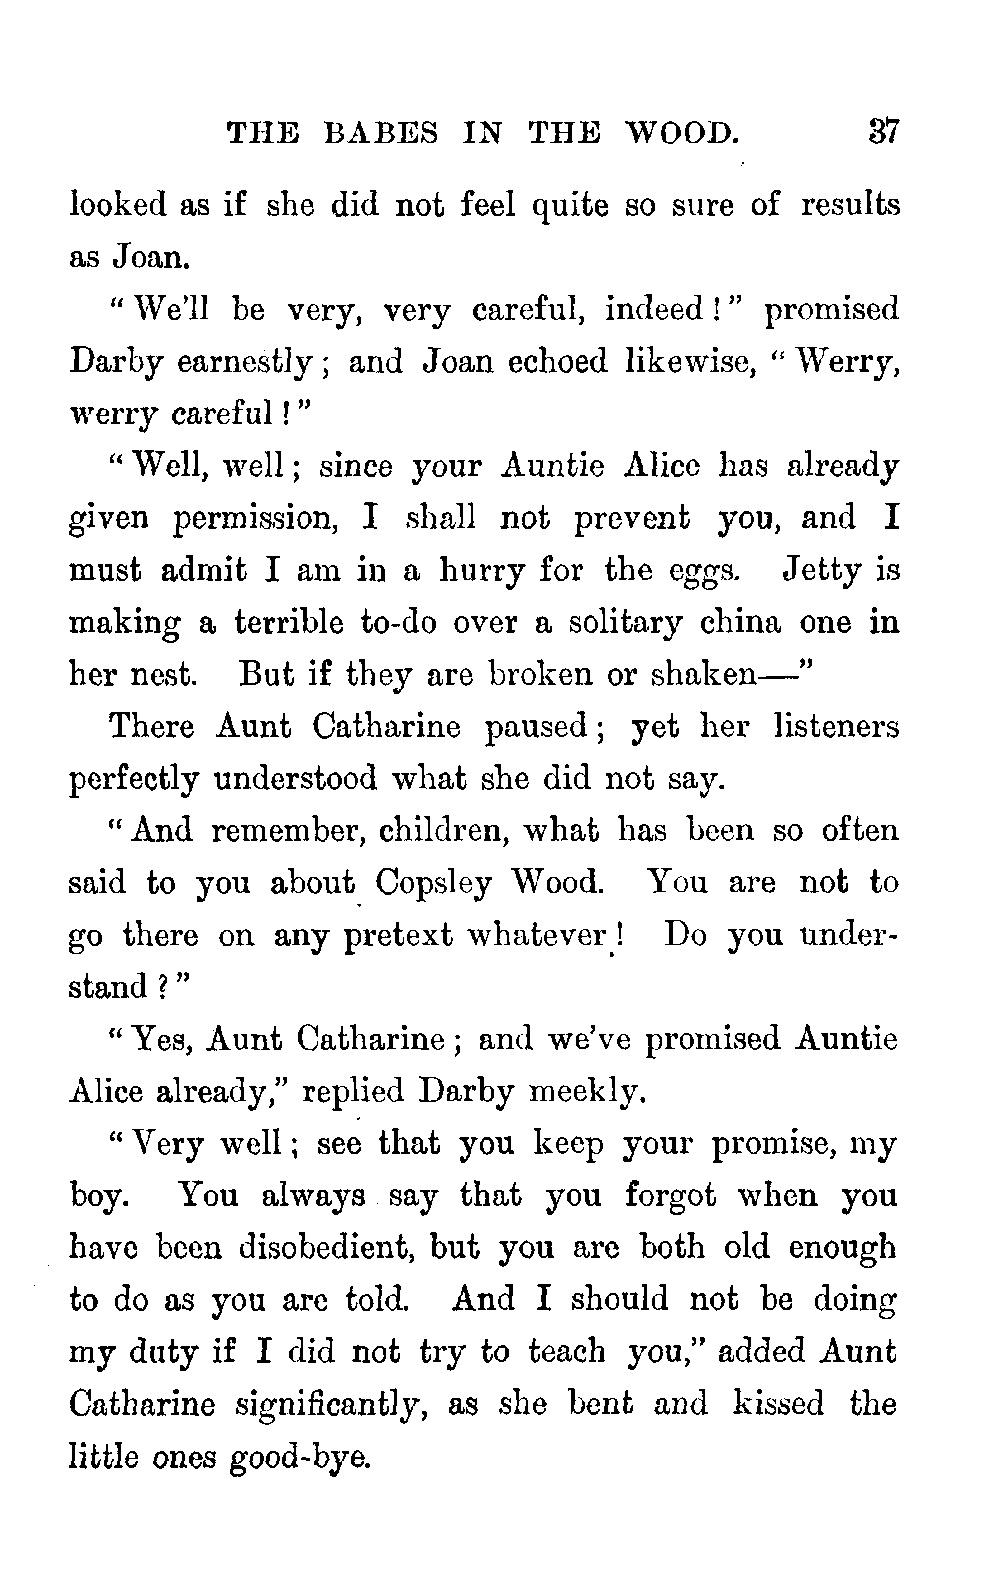 THE BABES IN THE WOOD. 37
looked as if she did not feel quite so sure of results
as Joan.
“We’ll be very, very careful, indeed!” promised
Darby earnestly; and Joan echoed likewise, “Werry,
werry careful!”
“Well, well; since your Auntie Alice has already
given permission, I shall not prevent you, and I
must admit I am in a hurry for the eggs. Jetty is
making a terrible to-do over a solitary china one in
her nest. But if they are broken or shaken—”
There Aunt Catharine paused; yet her listeners
perfectly understood what she did not say.
“And remember, children, what has been so often
said to you about Copsley Wood. You are not to
go there on any pretext whatever! Do you under-
stand?”
“Yes, Aunt Catharine; and we’ve promised Auntie
Alice already,” replied Darby meekly.
“Very well; see that you keep your promise, my
boy. You always say that you forgot when you
have been disobedient, but you are both old enough
to do as you are told. And I should not be doing
my duty if I did not try to teach you,” added Aunt
Catharine significantly, as she bent and kissed the
little ones good-bye.